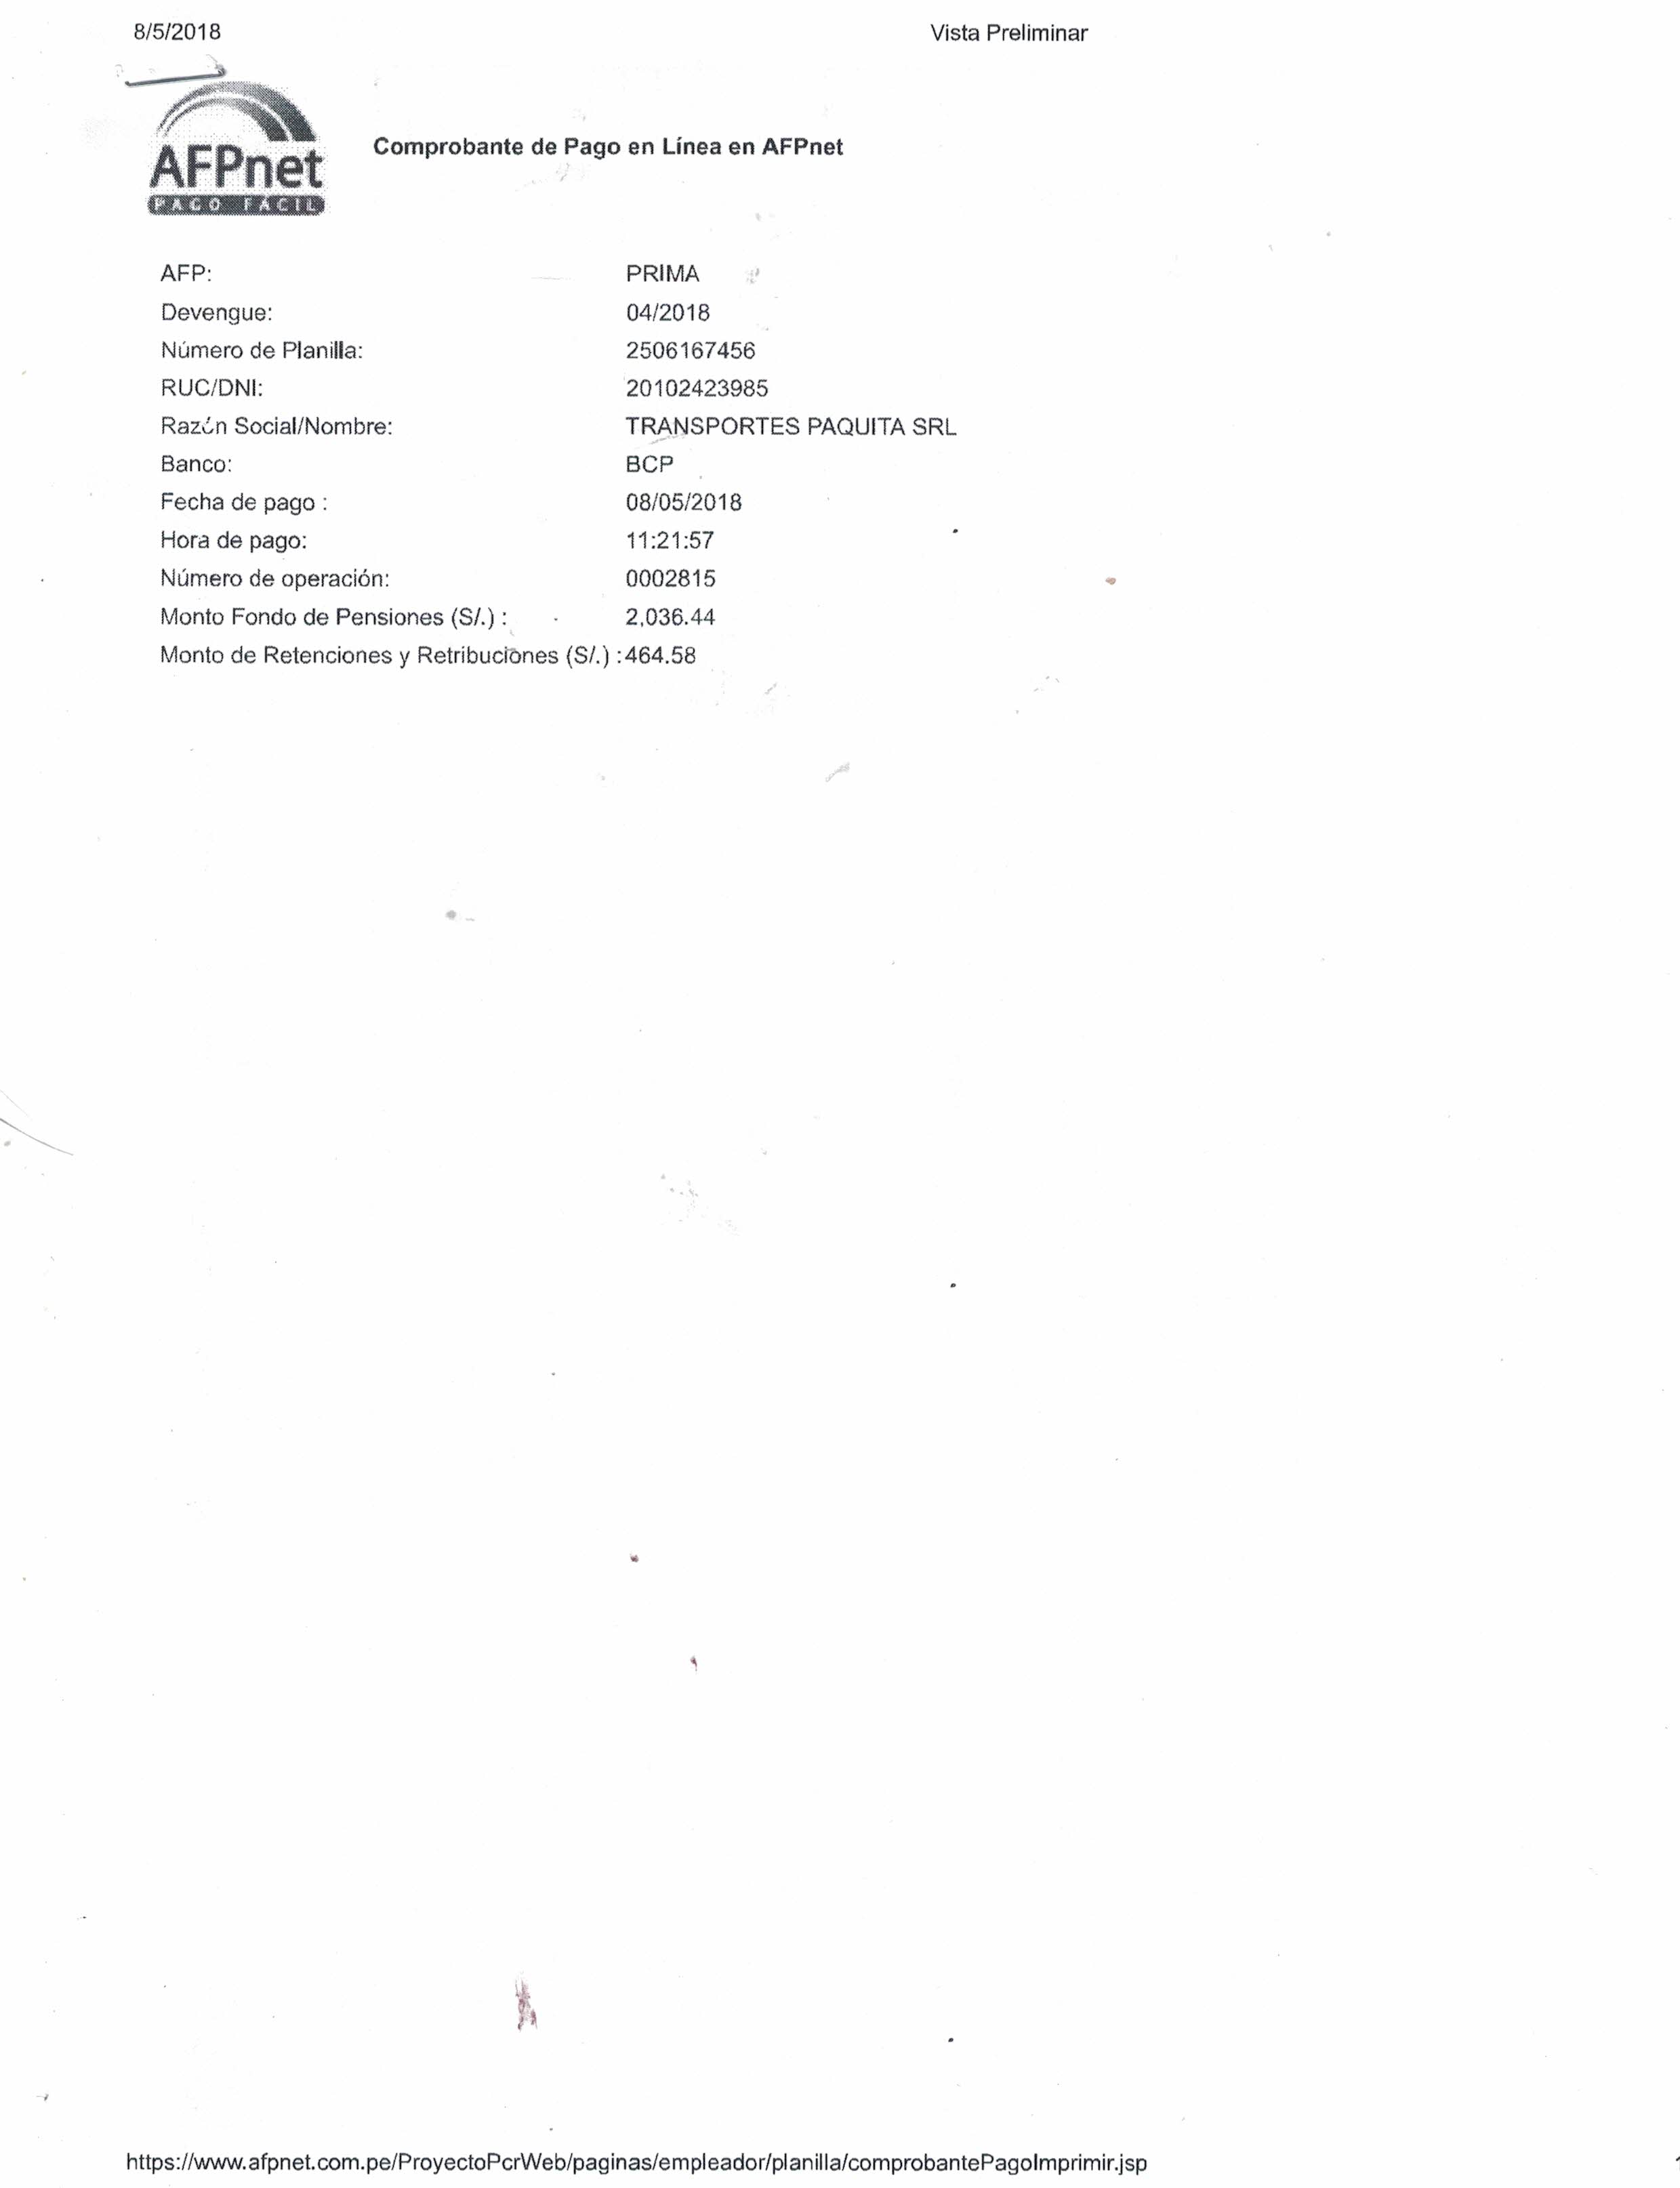 8/5/2018 Vista Preliminar
AFPnet
PAGO FACIL
Comprobante de Pago en Línea en AFPnet
AFP: PRIMA
Devengue: 04/2018
Número de Planilla: 2506167456
RUC/DNI: 20102423985
Razón Social/Nombre: TRANSPORTES PAQUITA SRL
Banco: BCP
Fecha de pago : 08/05/2018
Hora de pago: 11:21:57
Número de operación: 0002815
Monto Fondo de Pensiones (S/.) : 2,036.44
Monto de Retenciones y Retribuciones (S/.) :464.58
https://www.afpnet.com.pe/ProyectoPcrWeb/paginas/empleador/planilla/comprobantePagoImprimir.jsp